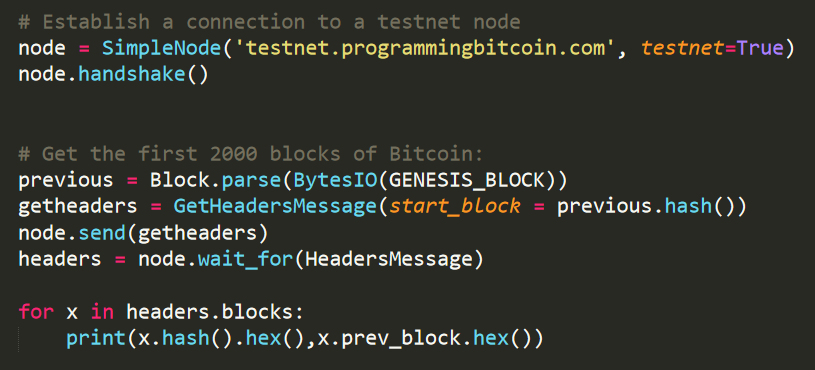 # Establish a connection to a testnet node
node = SimpleNode('testnet.programmingbitcoin.com', testnet=True)
node.handshake()
# Get the first 2000 blocks of Bitcoin:
previous = Block.parse(BytesIO(GENESIS_BLOCK))
getheaders = GetHeadersMessage(start_block = previous.hash())
node.send(getheaders)
headers = node.wait_for(HeadersMessage)
for x in headers.blocks:
    print(x.hash().hex(),x.prev_block.hex())